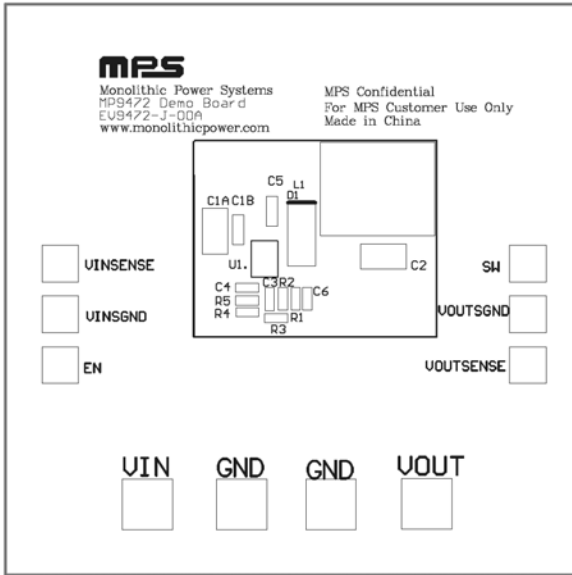 MPS
Monolithic Power Systems
MP9472 Demo Board
EV9472-J-00A
www.monolithicpower.com
MPS Confidential
For MPS Customer Use Only
Made in China
C5 L1
D1
C1A C1B
U1.
C2
C4 C3 R2 C6
R5
R4 R1
R3
VINSENSE
VINSGND
EN
SW
VOUTSGND
VOUTSENSE
VIN GND GND VOUT